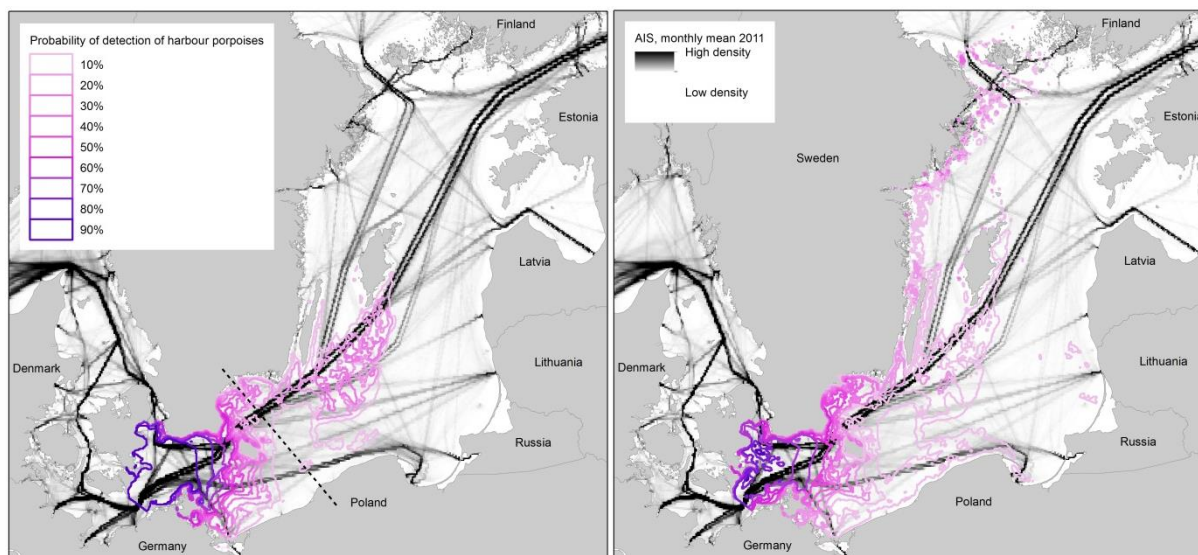 Probability of detection of harbour porpoises
10%
20%
30%
40%
50%
60%
70%
80%
90%
Finland
Estonia
Latvia
Lithuania
Denmark
Russia
Poland
Germany
AIS, monthly mean 2011
High density
Low density
Finland
Estonia
Sweden
Latvia
Lithuania
Denmark
Russia
Poland
Germany